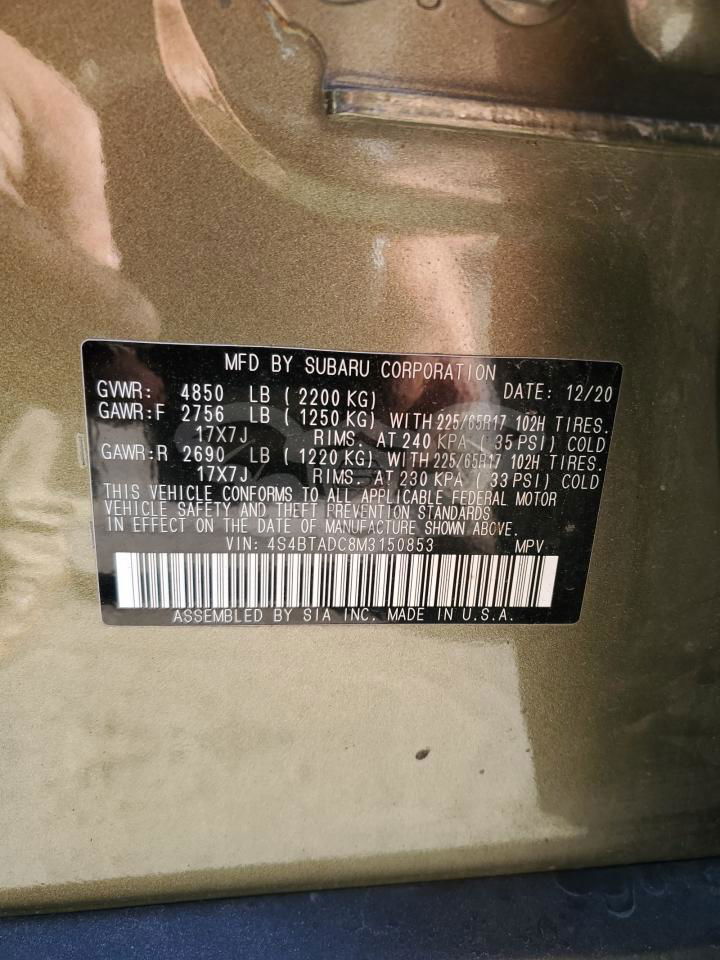 MFD BY SUBARU CORPORATION
GVWR: 4850 LB ( 2200 KG) DATE: 12/20
GAWR:F 2756 LB ( 1250 KG) WITH 225/65R17 102H TIRES.
17X7J RIMS. AT 240 KPA ( 35 PSI) COLD
GAWR:R 2690 LB ( 1220 KG) WITH 225/65R17 102H TIRES.
17X7J RIMS. AT 230 KPA ( 33 PSI) COLD
THIS VEHICLE CONFORMS TO ALL APPLICABLE FEDERAL MOTOR
VEHICLE SAFETY AND THEFT PREVENTION STANDARDS
IN EFFECT ON THE DATE OF MANUFACTURE SHOWN ABOVE.
VIN: 4S4BTADC8M3150853 MPV
ASSEMBLED BY SIA INC. MADE IN U.S.A.